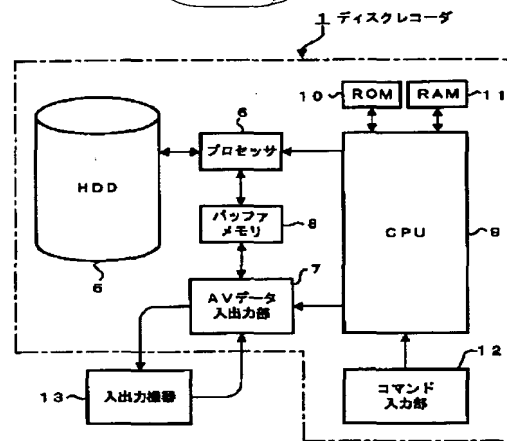 1 ディスクレコーダ
10
ROM
RAM
11
6
プロセッサ
HDD
バッファ
メモリ
8
CPU
9
7
AVデータ
入出力部
12
13
入出力機器
コマンド
入力部